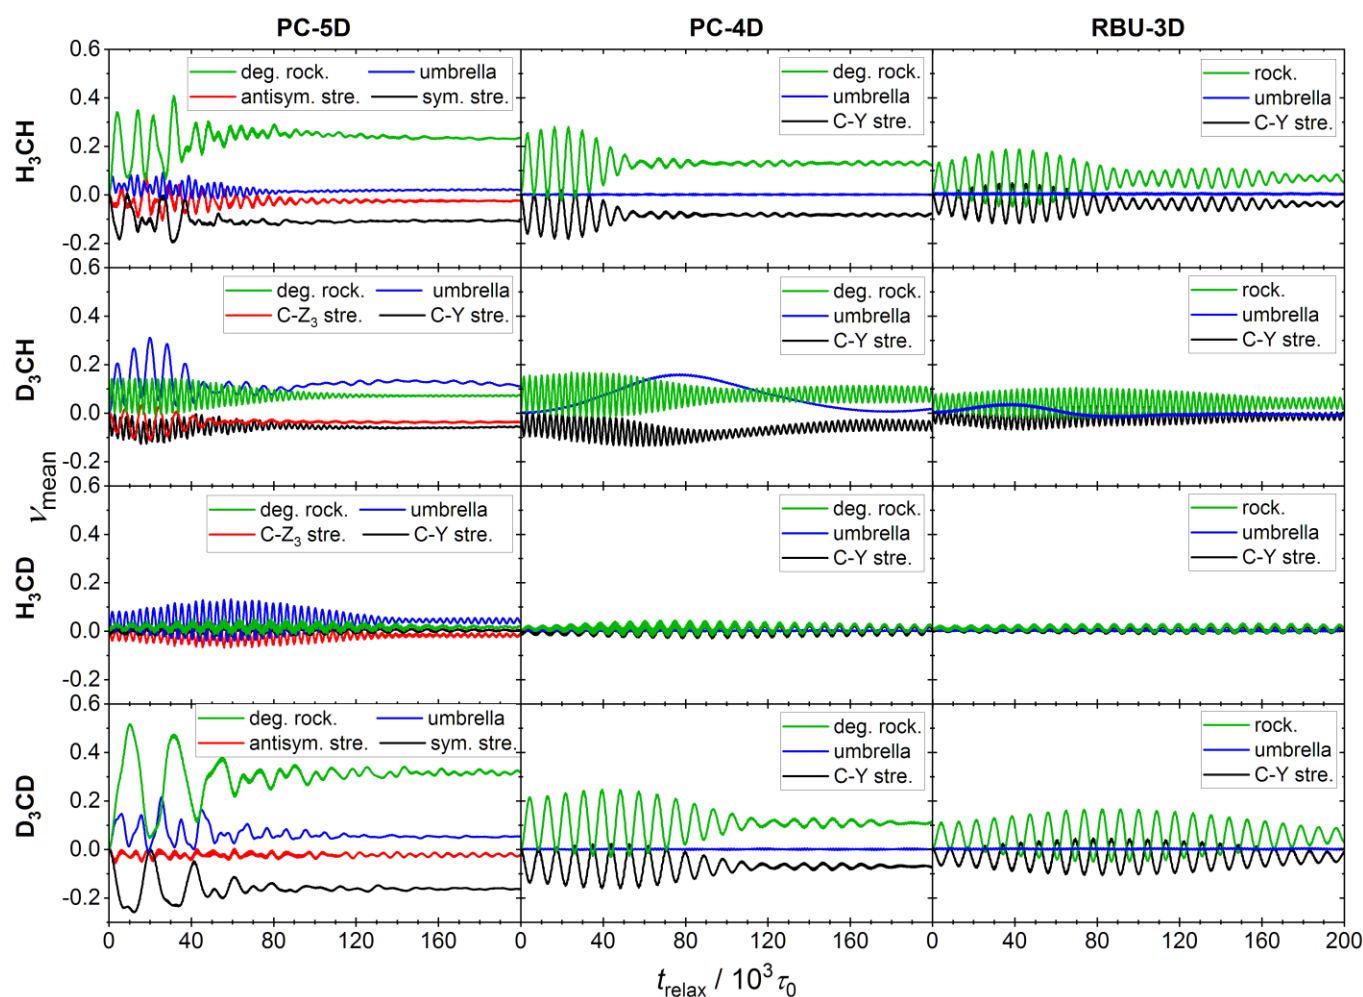 PC-5D PC-4D RBU-3D
H₃CH
0.6
0.4
0.2
0.0
-0.2
deg. rock. umbrella
antisym. stre. sym. stre.
deg. rock.
umbrella
C-Y stre.
rock.
umbrella
C-Y stre.
D₃CH
0.6
0.4
0.2
0.0
-0.2
deg. rock. umbrella
C-Z₃ stre. C-Y stre.
deg. rock.
umbrella
C-Y stre.
rock.
umbrella
C-Y stre.
ν_mean
H₃CD
0.6
0.4
0.2
0.0
-0.2
deg. rock. umbrella
C-Z₃ stre. C-Y stre.
deg. rock.
umbrella
C-Y stre.
rock.
umbrella
C-Y stre.
D₃CD
0.6
0.4
0.2
0.0
-0.2
deg. rock. umbrella
antisym. stre. sym. stre.
deg. rock.
umbrella
C-Y stre.
rock.
umbrella
C-Y stre.
0 40 80 120 160 0 40 80 120 160 0 40 80 120 160 200
t_relax / 10³ τ₀